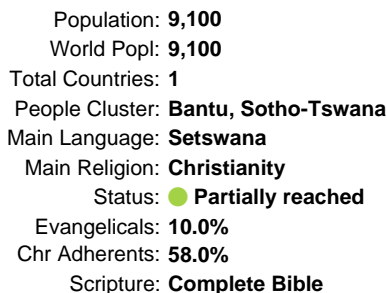 Population: 9,100
World Popl: 9,100
Total Countries: 1
People Cluster: Bantu, Sotho-Tswana
Main Language: Setswana
Main Religion: Christianity
Status: Partially reached
Evangelicals: 10.0%
Chr Adherents: 58.0%
Scripture: Complete Bible